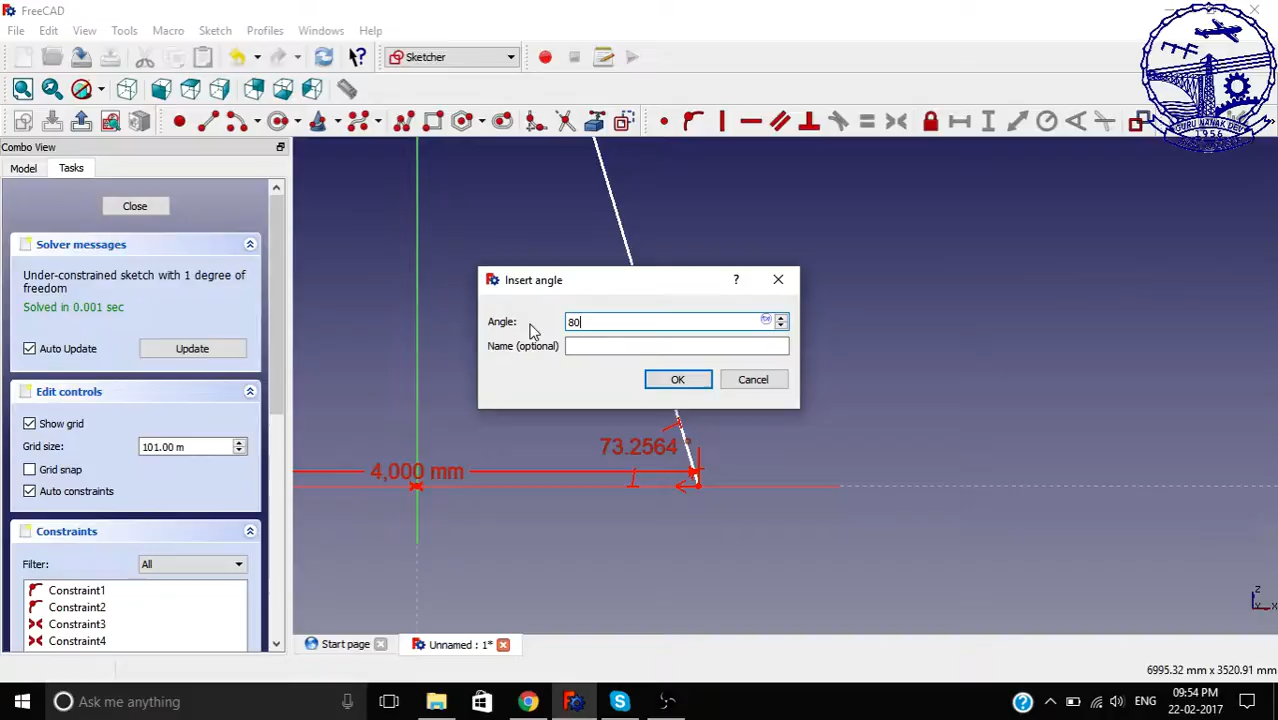 FreeCAD
File Edit View Tools Macro Sketch Profiles Windows Help
Sketcher
GURU NANAK DEV
1956
Combo View
Model Tasks
Close
Solver messages
Under-constrained sketch with 1 degree of
freedom
Solved in 0.001 sec
Auto Update Update
Edit controls
Show grid
Grid size: 101.00 m
Grid snap
Auto constraints
Constraints
Filter: All
Constraint1
Constraint2
Constraint3
Constraint4
Insert angle
?
Angle: 80
Name (optional)
OK Cancel
73.2564 °
4,000 mm
z
y x
Start page Unnamed : 1*
6995.32 mm x 3520.91 mm
Ask me anything
ENG
09:54 PM
22-02-2017